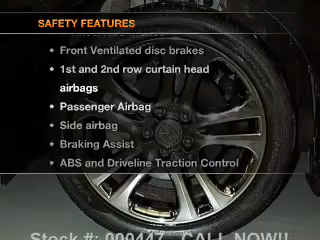 SAFETY FEATURES
• Front Ventilated disc brakes
• 1st and 2nd row curtain head
airbags
• Passenger Airbag
• Side airbag
• Braking Assist
• ABS and Driveline Traction Control
Stock #: 000447 CALL NOW!!